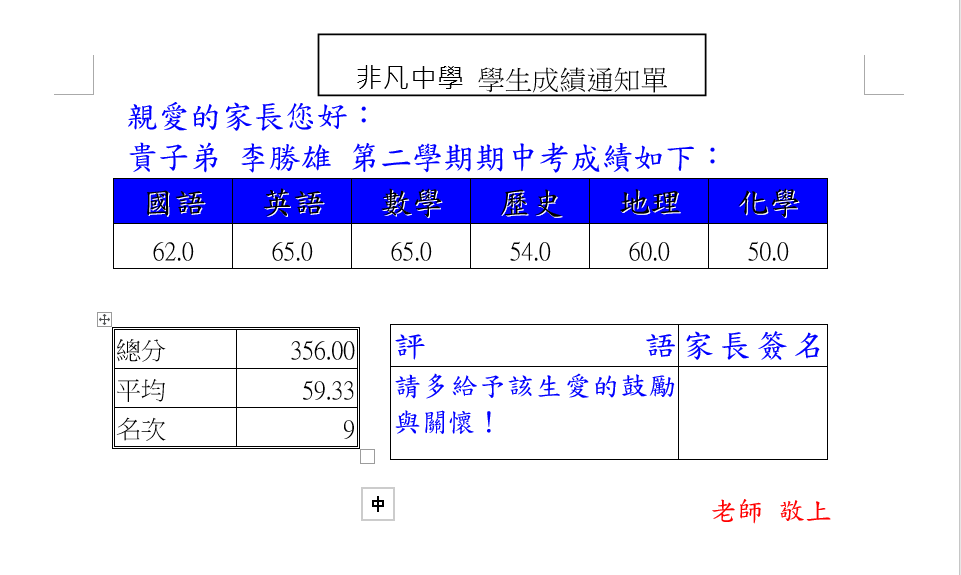 非凡中學 學生成績通知單
親愛的家長您好：
貴子弟 李勝雄 第二學期期中考成績如下：
國語 英語 數學 歷史 地理 化學
62.0 65.0 65.0 54.0 60.0 50.0
總分 356.00
平均 59.33
名次 9
評 語 家長簽名
請多給予該生愛的鼓勵
與關懷！
中
老師 敬上